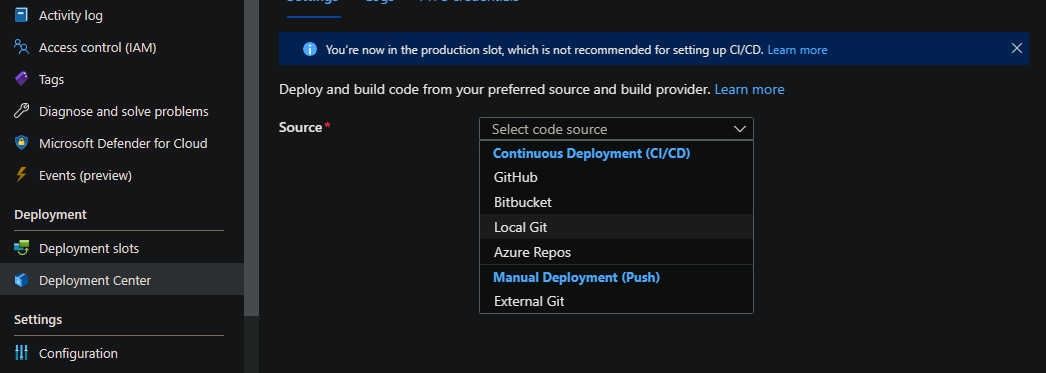 Activity log
Access control (IAM)
Tags
Diagnose and solve problems
Microsoft Defender for Cloud
Events (preview)
Deployment
Deployment slots
Deployment Center
Settings
Configuration
Settings
Logs
You're now in the production slot, which is not recommended for setting up CI/CD. Learn more
Deploy and build code from your preferred source and build provider. Learn more
Source*
Select code source
Continuous Deployment (CI/CD)
GitHub
Bitbucket
Local Git
Azure Repos
Manual Deployment (Push)
External Git